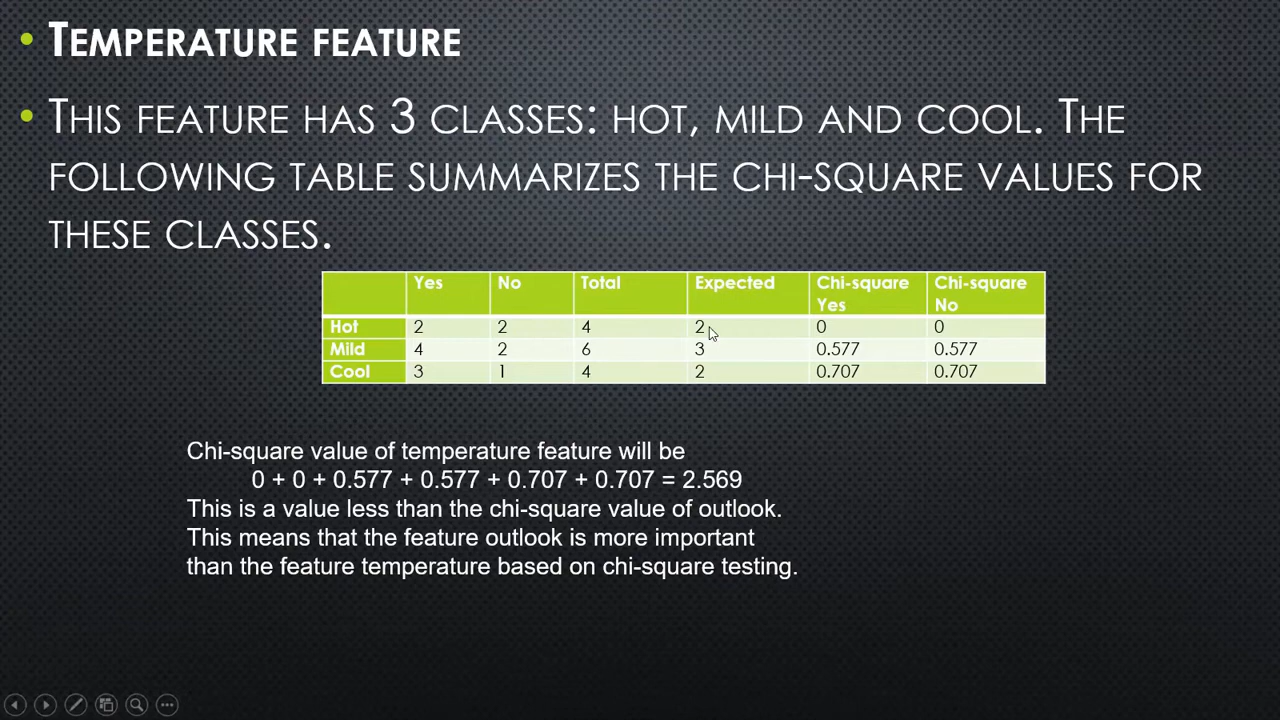 • TEMPERATURE FEATURE
• THIS FEATURE HAS 3 CLASSES: HOT, MILD AND COOL. THE
FOLLOWING TABLE SUMMARIZES THE CHI-SQUARE VALUES FOR
THESE CLASSES.
Yes No Total Expected Chi-square Yes Chi-square No
Hot 2 2 4 2 0 0
Mild 4 2 6 3 0.577 0.577
Cool 3 1 4 2 0.707 0.707
Chi-square value of temperature feature will be
0 + 0 + 0.577 + 0.577 + 0.707 + 0.707 = 2.569
This is a value less than the chi-square value of outlook.
This means that the feature outlook is more important
than the feature temperature based on chi-square testing.